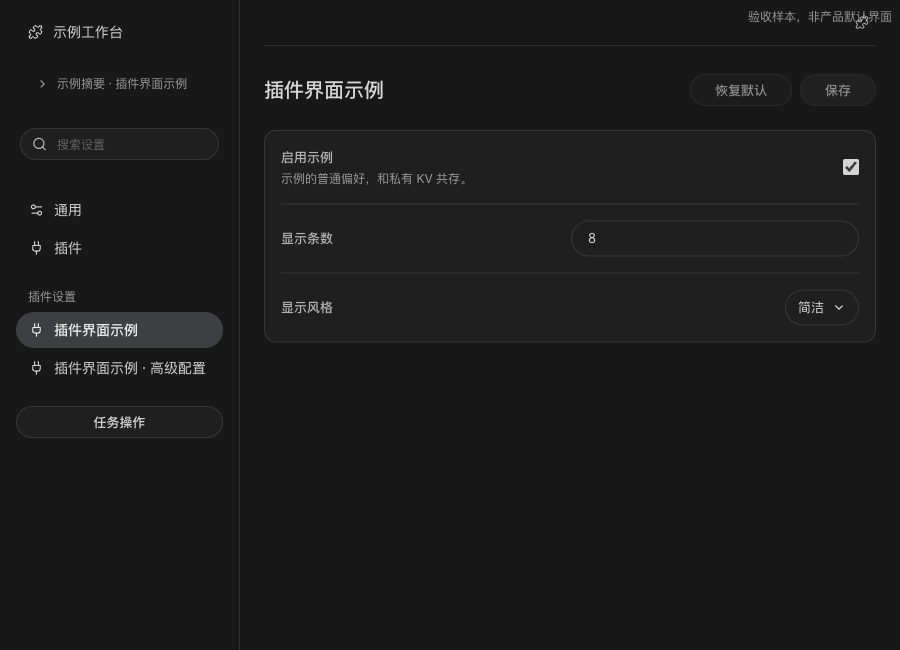 示例工作台
示例摘要 · 插件界面示例
搜索设置
通用
插件
插件设置
插件界面示例
插件界面示例 · 高级配置
任务操作
验收样本，非产品默认界面
插件界面示例
恢复默认
保存
启用示例
示例的普通偏好，和私有 KV 共存。
显示条数
8
显示风格
简洁